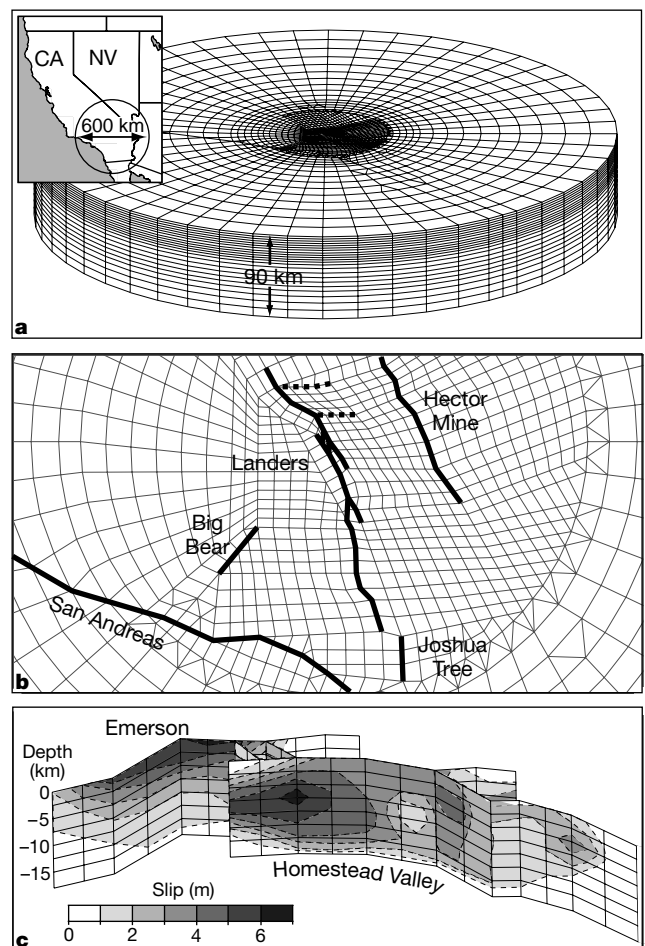 CA NV
600 km
90 km
a
Hector
Mine
Landers
Big
Bear
San Andreas
Joshua
Tree
b
Emerson
Depth
(km)
0
−5
−10
−15
Homestead Valley
Slip (m)
0 2 4 6
c